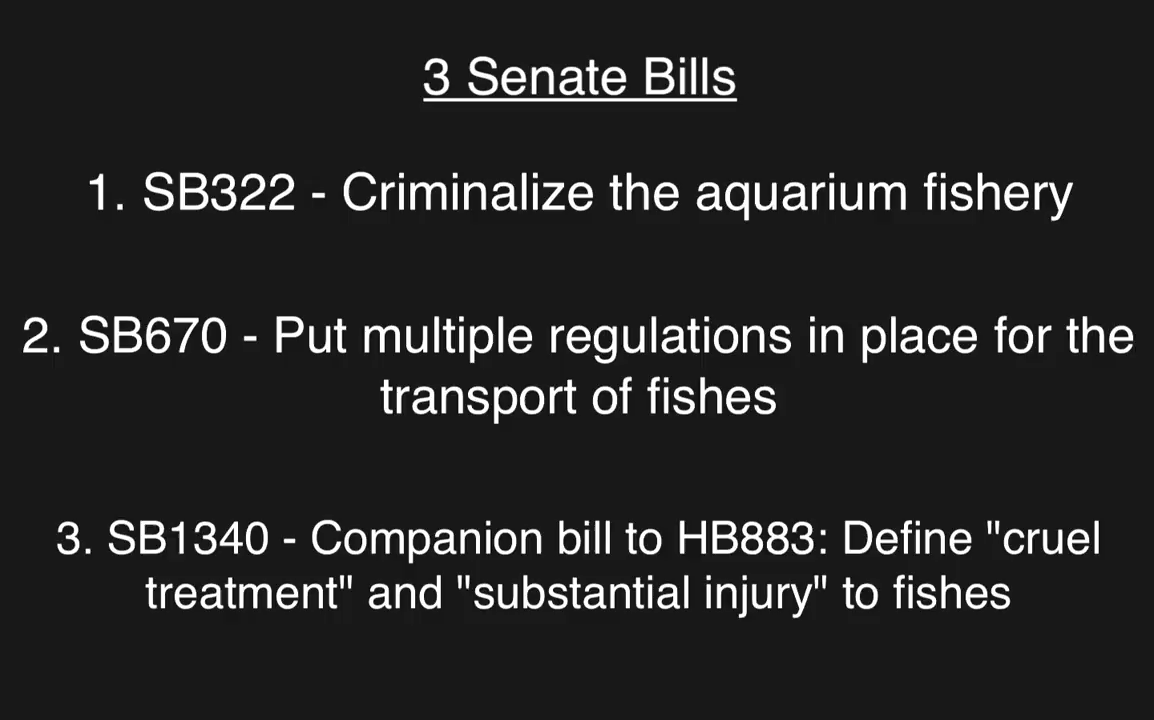 3 Senate Bills
1. SB322 - Criminalize the aquarium fishery
2. SB670 - Put multiple regulations in place for the
transport of fishes
3. SB1340 - Companion bill to HB883: Define "cruel
treatment" and "substantial injury" to fishes